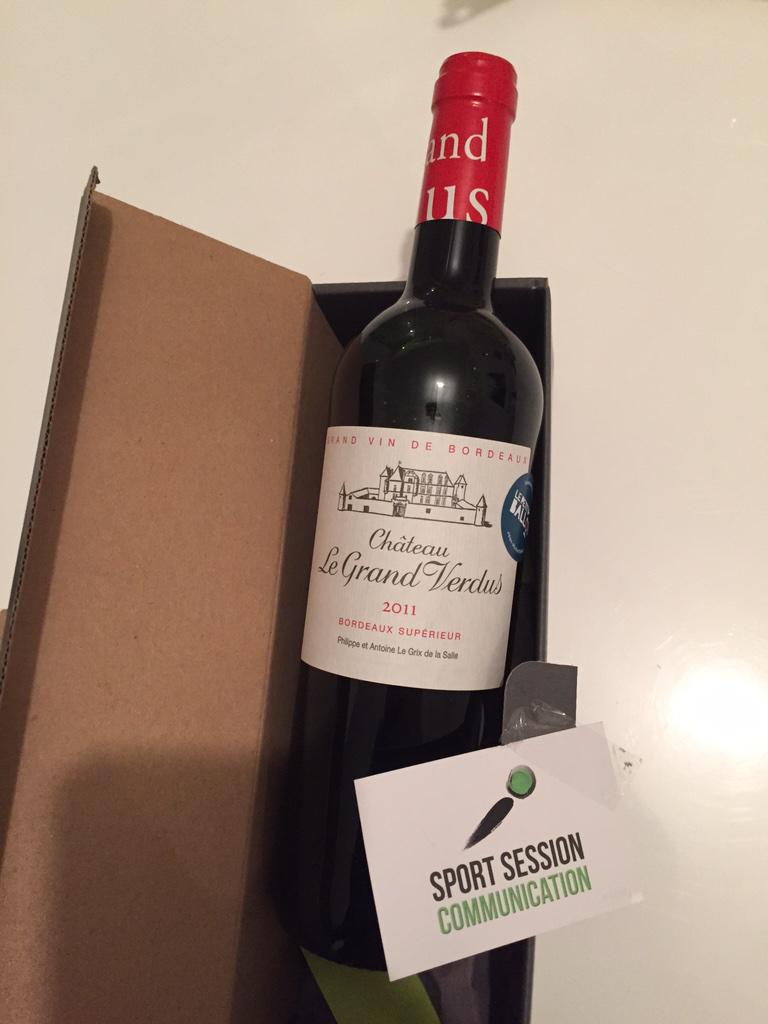 and
us
GRAND VIN DE BORDEAUX
Château
Le Grand Verdus
2011
BORDEAUX SUPÉRIEUR
Philippe et Antoine Le Grix de la Salle
SPORT SESSION
COMMUNICATION